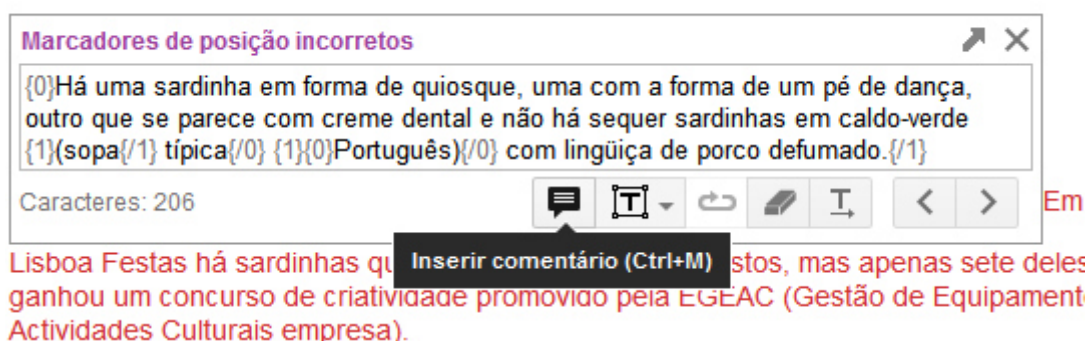 Marcadores de posição incorretos
{0}Há uma sardinha em forma de quiosque, uma com a forma de um pé de dança,
outro que se parece com creme dental e não há sequer sardinhas em caldo-verde
{1}(sopa{/1} típica{/0} {1}{0}Português){/0} com lingüiça de porco defumado.{/1}
Caracteres: 206
Em
Inserir comentário (Ctrl+M)
Lisboa Festas há sardinhas mas apenas sete deles
ganhou um concurso de criatividade promovido pela EGEAC (Gestão de
Actividades Culturais empresa).